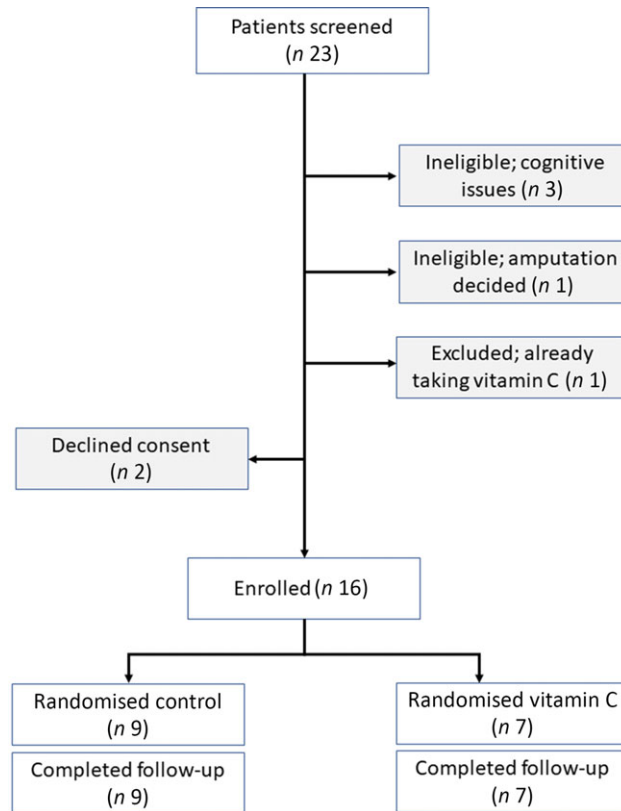 Patients screened
(n 23)
Ineligible; cognitive
issues (n 3)
Ineligible; amputation
decided (n 1)
Excluded; already
taking vitamin C (n 1)
Declined consent
(n 2)
Enrolled (n 16)
Randomised control
(n 9)
Completed follow-up
(n 9)
Randomised vitamin C
(n 7)
Completed follow-up
(n 7)